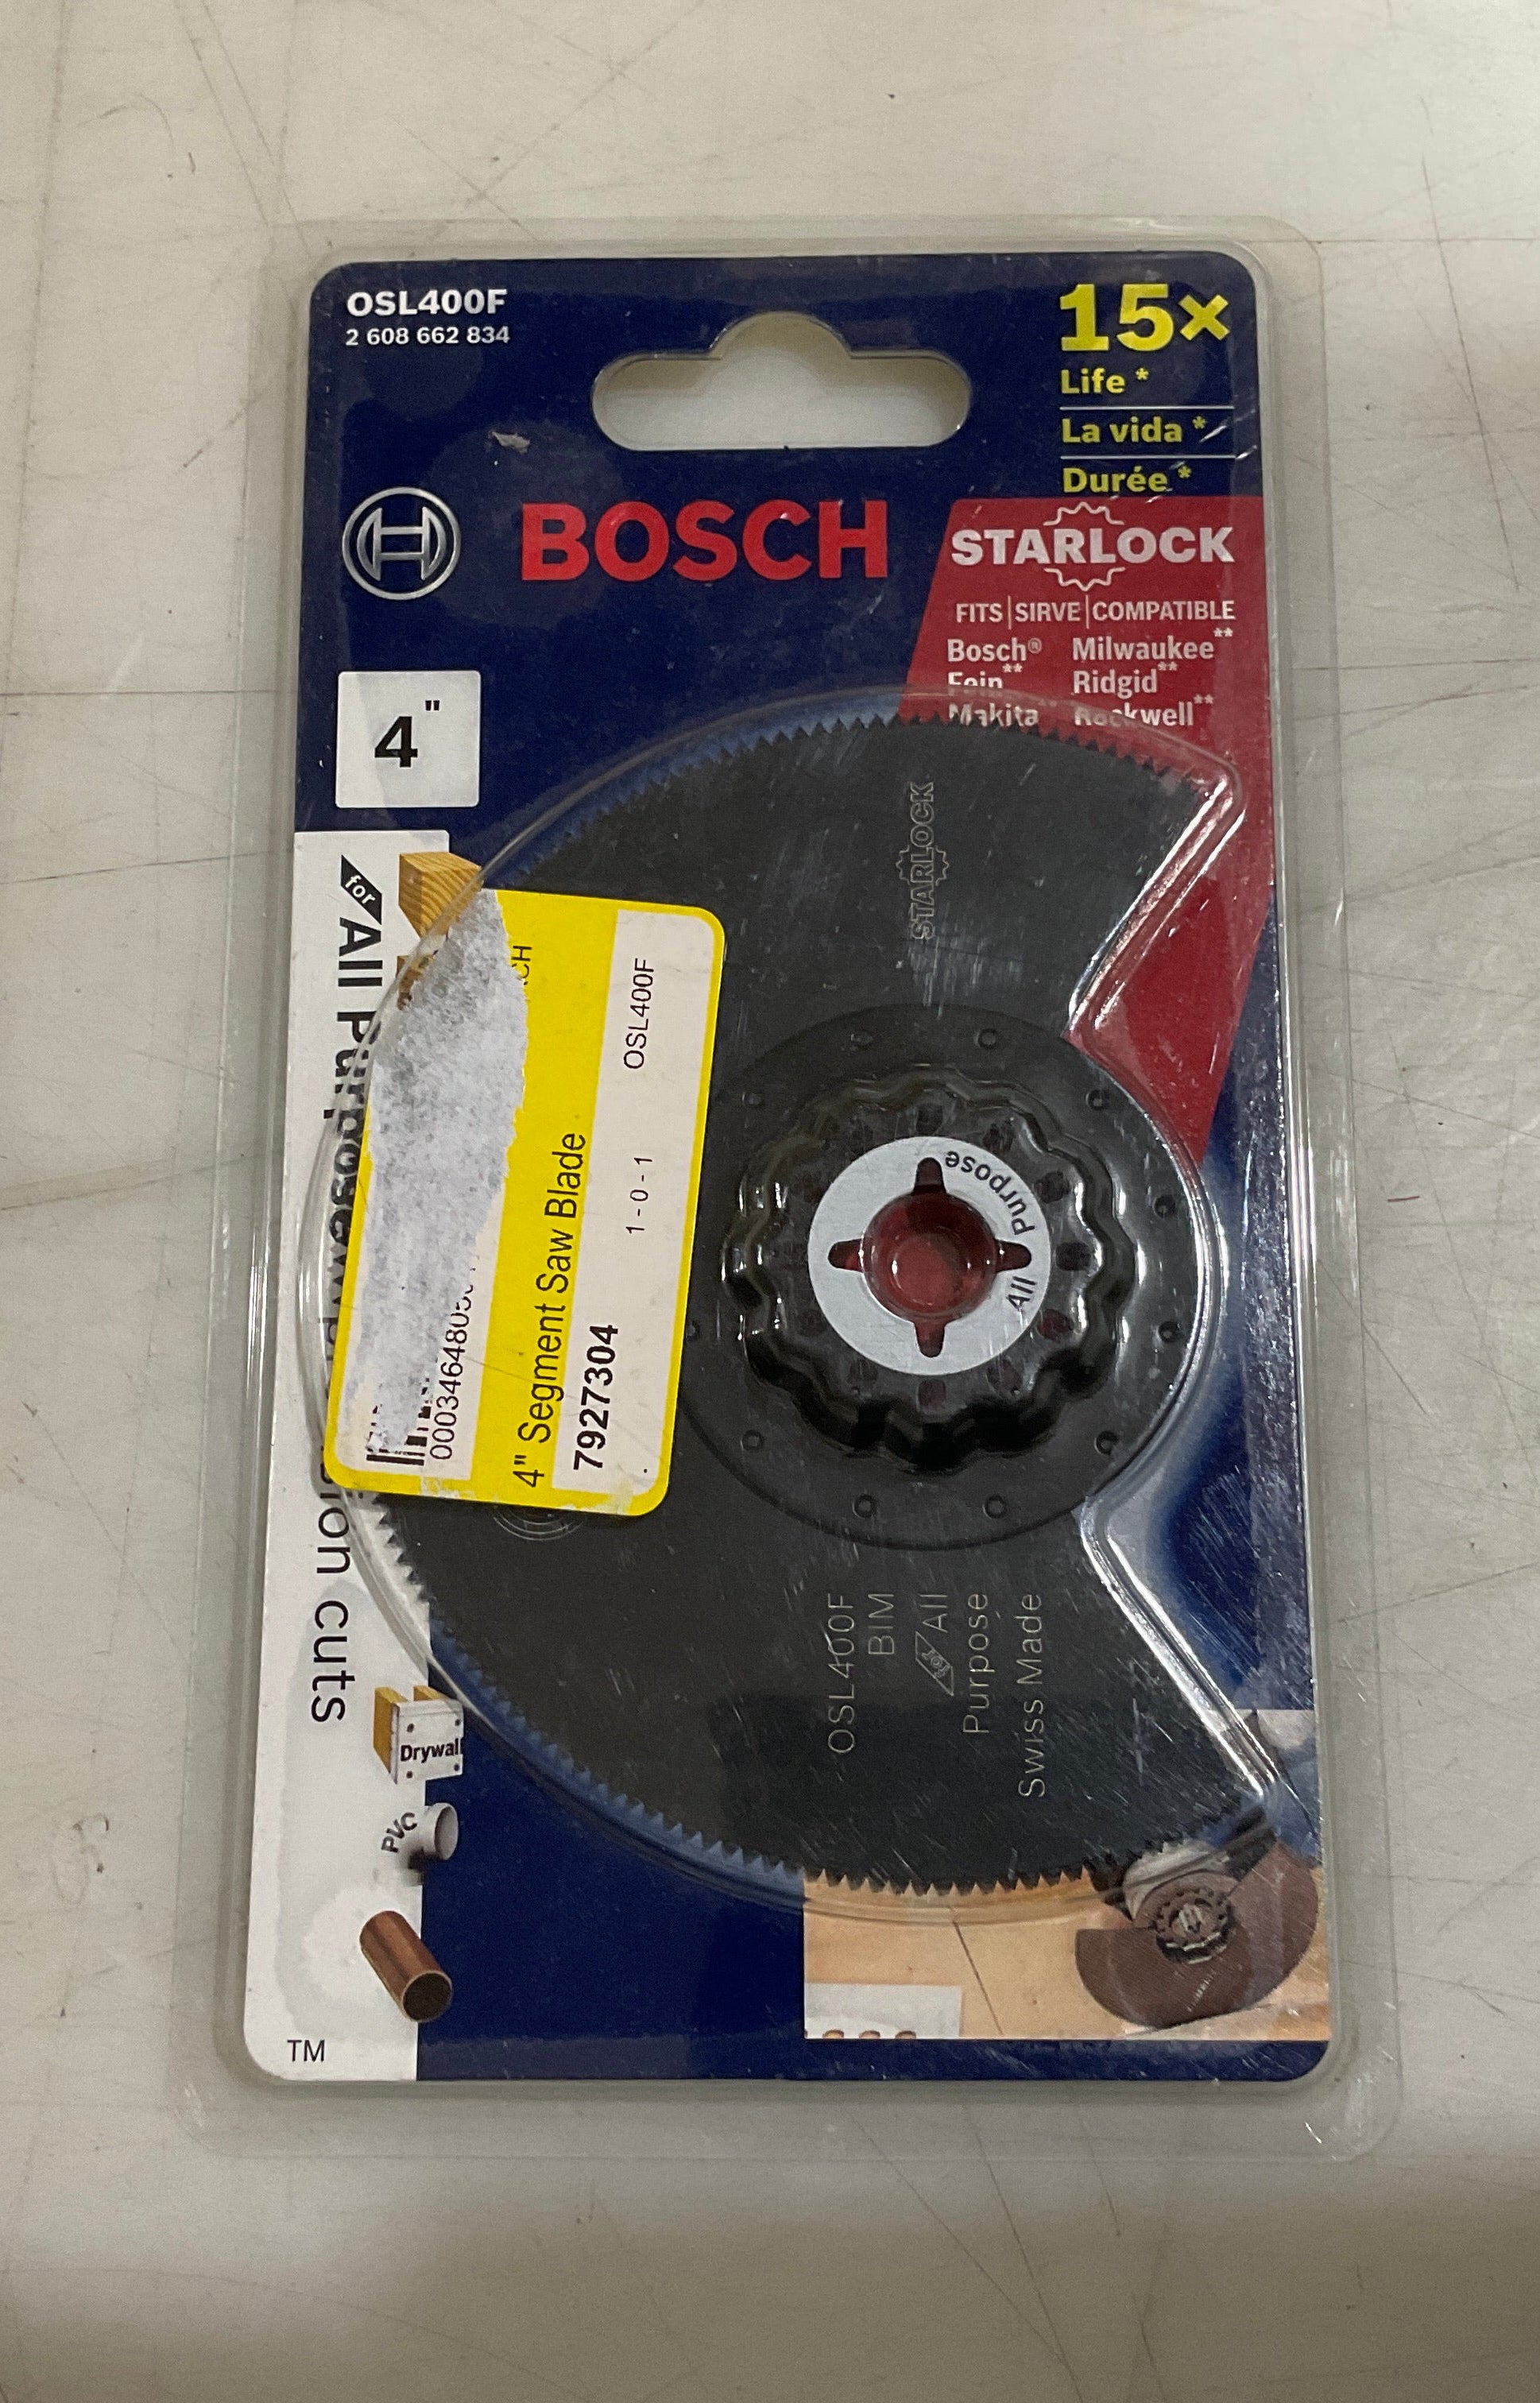 OSL400F
2 608 662 834
15×
Life *
La vida *
Durée *
BOSCH
STARLOCK
FITS|SIRVE|COMPATIBLE
Bosch® Milwaukee**
Fein** Ridgid**
Makita Rockwell**
4"
for All Purpose
cuts
STARLOCK
OSL400F
1 - 0 - 1
4" Segment Saw Blade
7927304
All Purpose
OSL400F
BIM
for All
Purpose
Swiss Made
Drywall
PVC
TM